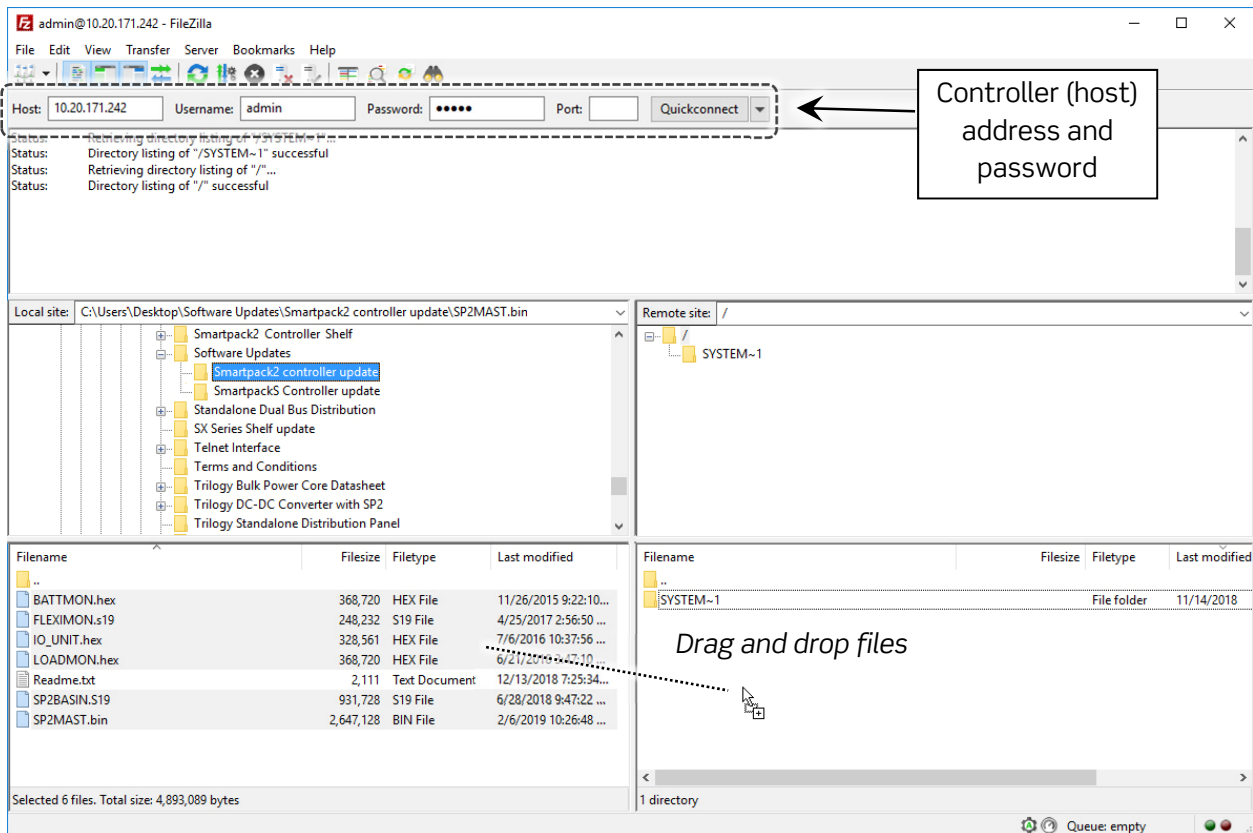 admin@10.20.171.242 - FileZilla
File Edit View Transfer Server Bookmarks Help
Host: 10.20.171.242 Username: admin Password: ●●●●● Port: Quickconnect
Controller (host)
address and
password
Status: Retrieving directory listing of "/SYSTEM~1"...
Status: Directory listing of "/SYSTEM~1" successful
Status: Retrieving directory listing of "/"...
Status: Directory listing of "/" successful
Local site: C:\Users\Desktop\Software Updates\Smartpack2 controller update\SP2MAST.bin
Smartpack2 Controller Shelf
Software Updates
Smartpack2 controller update
SmartpackS Controller update
Standalone Dual Bus Distribution
SX Series Shelf update
Telnet Interface
Terms and Conditions
Trilogy Bulk Power Core Datasheet
Trilogy DC-DC Converter with SP2
Trilogy Standalone Distribution Panel
Remote site: /
/
SYSTEM~1
Filename Filesize Filetype Last modified
..
BATTMON.hex 368,720 HEX File 11/26/2015 9:22:10...
FLEXIMON.s19 248,232 S19 File 4/25/2017 2:56:50 ...
IO_UNIT.hex 328,561 HEX File 7/6/2016 10:37:56 ...
LOADMON.hex 368,720 HEX File 3:47:10 ...
Readme.txt 2,111 Text Document 12/13/2018 7:25:34...
SP2BASIN.S19 931,728 S19 File 6/28/2018 9:47:22 ...
SP2MAST.bin 2,647,128 BIN File 2/6/2019 10:26:48 ...
Selected 6 files. Total size: 4,893,089 bytes
Filename Filesize Filetype Last modified
..
SYSTEM~1 File folder 11/14/2018
Drag and drop files
1 directory
Queue: empty